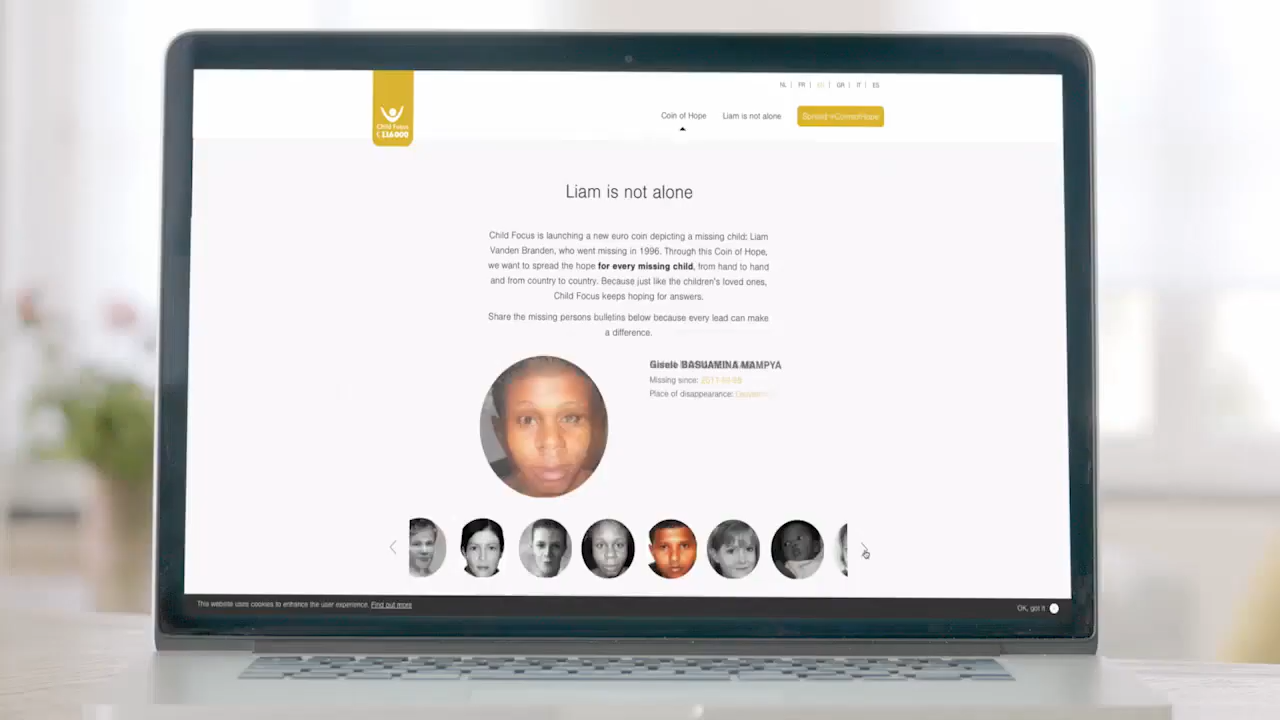 NL | FR | EN | GR | IT | ES
Child Focus
116000
Coin of Hope
Liam is not alone
Liam is not alone
Child Focus is launching a new euro coin depicting a missing child: Liam
Vanden Branden, who went missing in 1996. Through this Coin of Hope,
we want to spread the hope for every missing child, from hand to hand
and from country to country. Because just like the children's loved ones,
Child Focus keeps hoping for answers.
Share the missing persons bulletins below because every lead can make
a difference.
BASUAMINA MAMPYA
Missing since:
Place of disappearance:
This website uses cookies to enhance the user experience. Find out more
OK, got it